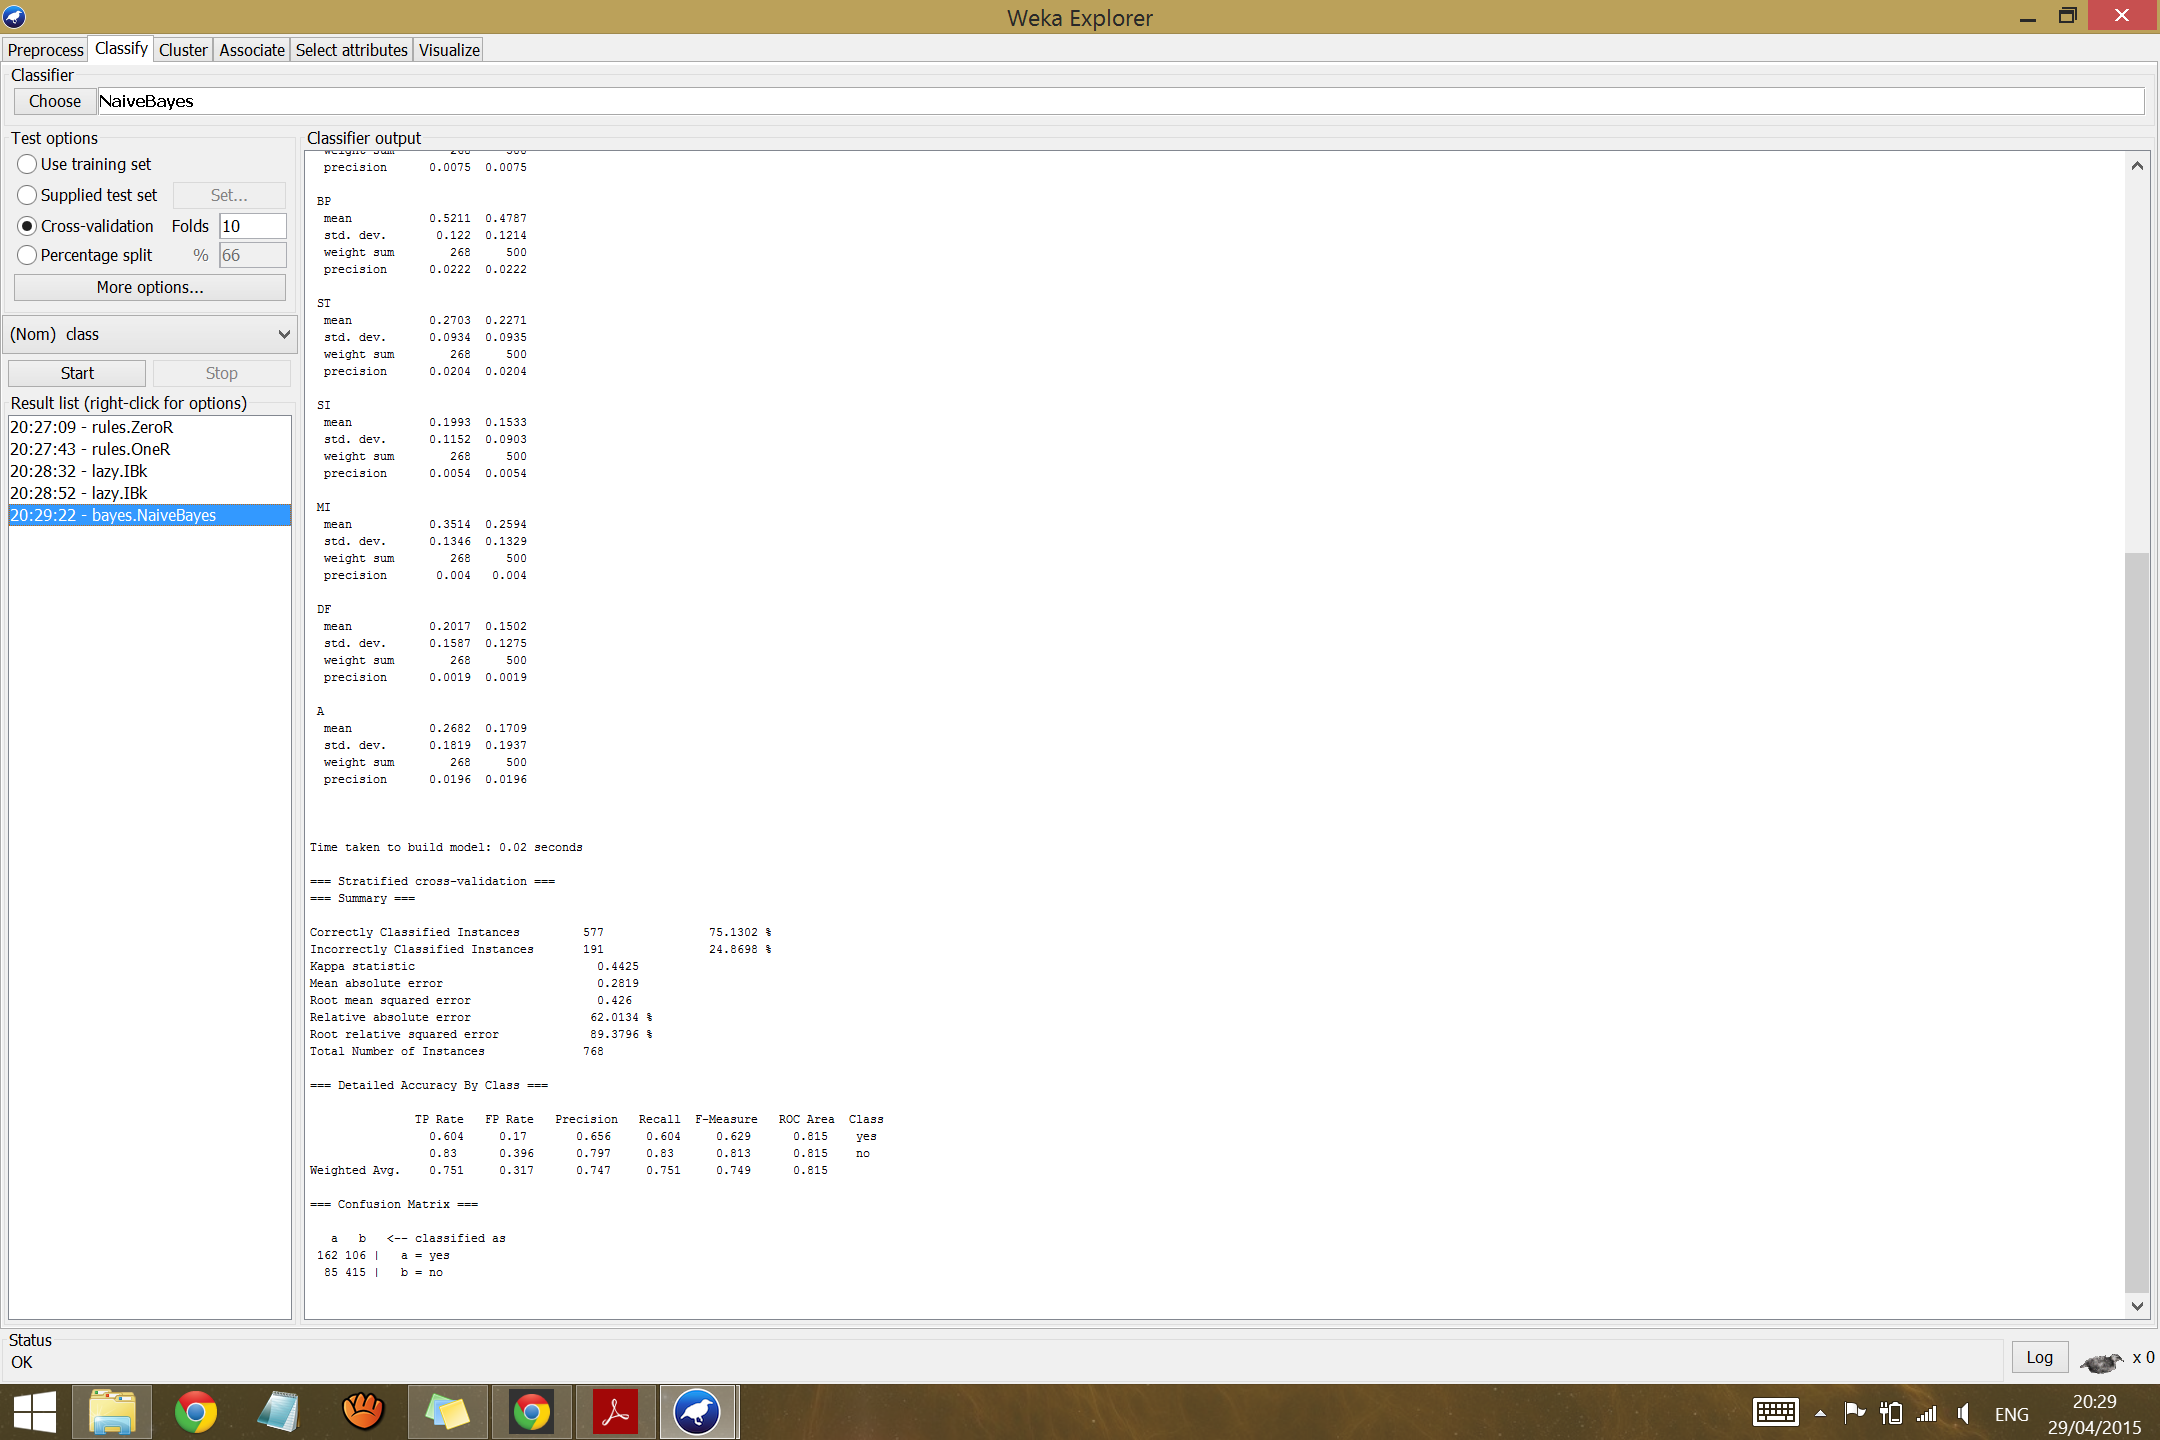 Weka Explorer
Preprocess Classify Cluster Associate Select attributes Visualize
Classifier
Choose NaiveBayes
Test options
Use training set
Supplied test set Set...
Cross-validation Folds 10
Percentage split % 66
More options...
(Nom) class
Start Stop
Result list (right-click for options)
20:27:09 - rules.ZeroR
20:27:43 - rules.OneR
20:28:32 - lazy.IBk
20:28:52 - lazy.IBk
20:29:22 - bayes.NaiveBayes
Classifier output
weight sum 268 500
precision 0.0075 0.0075
BP
mean 0.5211 0.4787
std. dev. 0.122 0.1214
weight sum 268 500
precision 0.0222 0.0222
ST
mean 0.2703 0.2271
std. dev. 0.0934 0.0935
weight sum 268 500
precision 0.0204 0.0204
SI
mean 0.1993 0.1533
std. dev. 0.1152 0.0903
weight sum 268 500
precision 0.0054 0.0054
MI
mean 0.3514 0.2594
std. dev. 0.1346 0.1329
weight sum 268 500
precision 0.004 0.004
DF
mean 0.2017 0.1502
std. dev. 0.1587 0.1275
weight sum 268 500
precision 0.0019 0.0019
A
mean 0.2682 0.1709
std. dev. 0.1819 0.1937
weight sum 268 500
precision 0.0196 0.0196
Time taken to build model: 0.02 seconds
=== Stratified cross-validation ===
=== Summary ===
Correctly Classified Instances 577 75.1302 %
Incorrectly Classified Instances 191 24.8698 %
Kappa statistic 0.4425
Mean absolute error 0.2819
Root mean squared error 0.426
Relative absolute error 62.0134 %
Root relative squared error 89.3796 %
Total Number of Instances 768
=== Detailed Accuracy By Class ===
TP Rate FP Rate Precision Recall F-Measure ROC Area Class
0.604 0.17 0.656 0.604 0.629 0.815 yes
0.83 0.396 0.797 0.83 0.813 0.815 no
Weighted Avg. 0.751 0.317 0.747 0.751 0.749 0.815
=== Confusion Matrix ===
a b <-- classified as
162 106 | a = yes
85 415 | b = no
Status
OK
Log x 0
ENG
20:29
29/04/2015